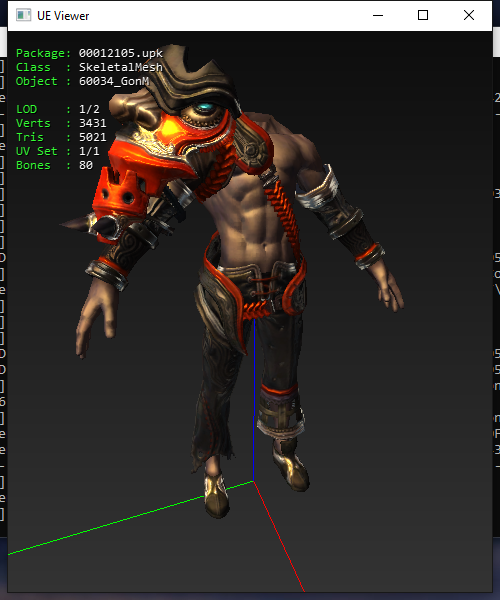 UE Viewer
Package: 00012105.upk
Class : SkeletalMesh
Object : 60034_GonM
LOD : 1/2
Verts : 3431
Tris : 5021
UV Set : 1/1
Bones : 80